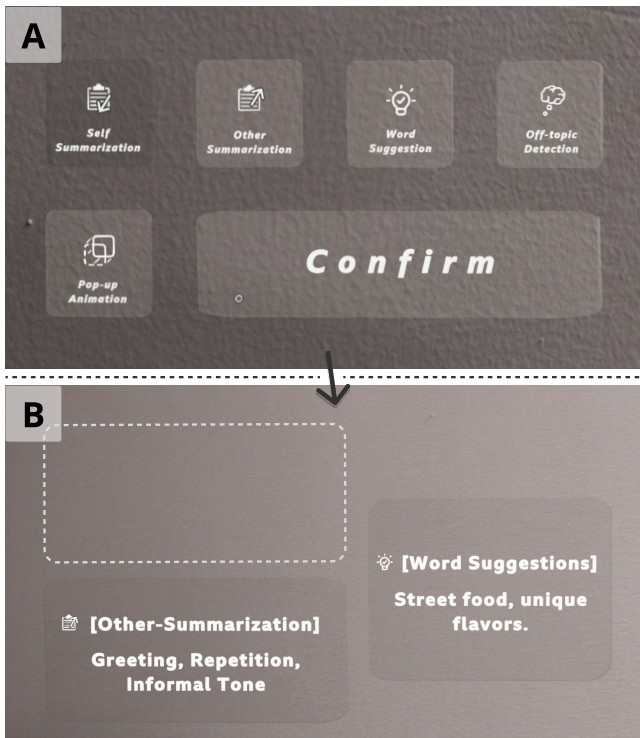 A
Self
Summarization
Other
Summarization
Word
Suggestion
Off-topic
Detection
Pop-up
Animation
Confirm
B
[Other-Summarization]
Greeting, Repetition,
Informal Tone
[Word Suggestions]
Street food, unique
flavors.